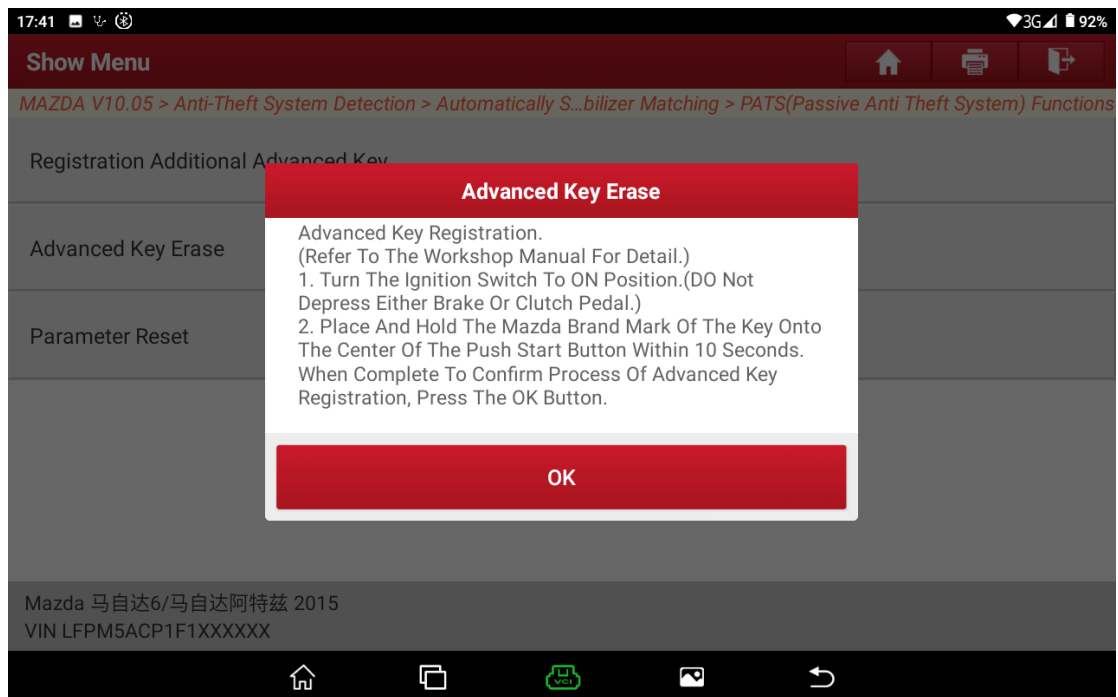 17:41
3G 92%
Show Menu
MAZDA V10.05 > Anti-Theft System Detection > Automatically S...bilizer Matching > PATS(Passive Anti Theft System) Functions
Registration Additional Advanced Key
Advanced Key Erase
Advanced Key Registration.
(Refer To The Workshop Manual For Detail.)
1. Turn The Ignition Switch To ON Position.(DO Not
Depress Either Brake Or Clutch Pedal.)
2. Place And Hold The Mazda Brand Mark Of The Key Onto
The Center Of The Push Start Button Within 10 Seconds.
When Complete To Confirm Process Of Advanced Key
Registration, Press The OK Button.
OK
Advanced Key Erase
Parameter Reset
Mazda 马自达6/马自达阿特兹 2015
VIN LFPM5ACP1F1XXXXXX
VCI